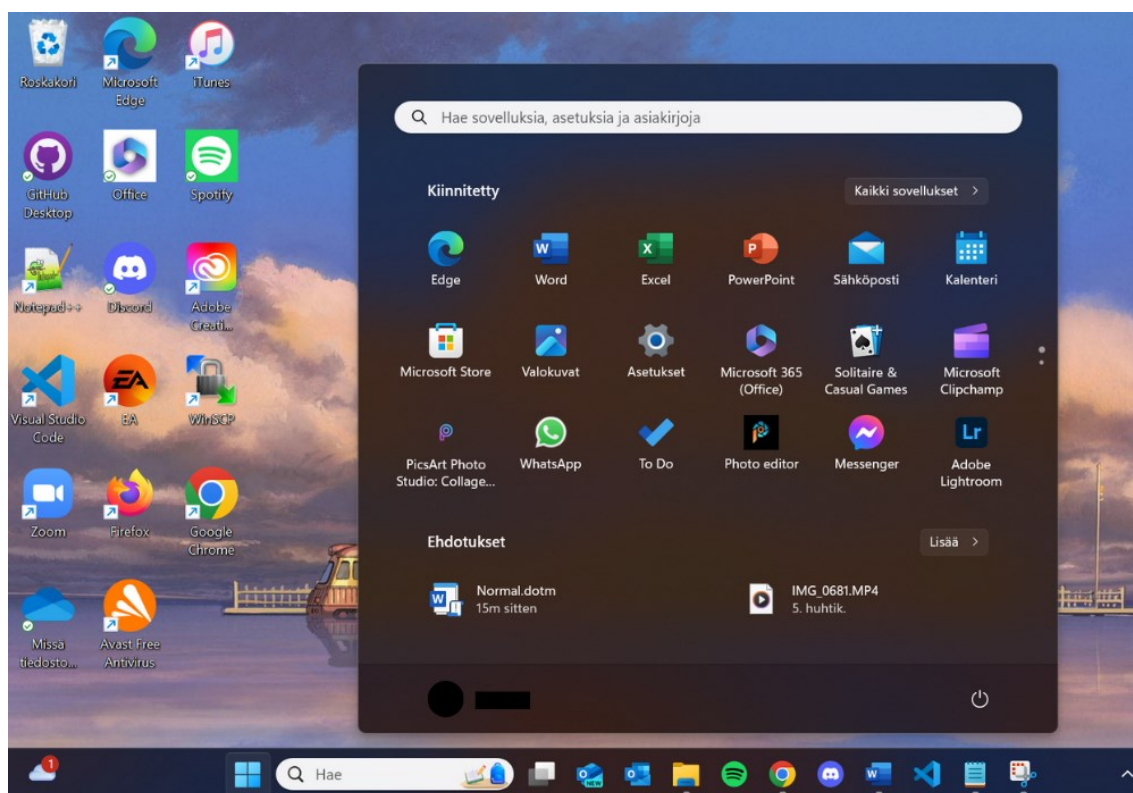 Roskakori
Microsoft
Edge
iTunes
GitHub
Desktop
Office
Spotify
Notepad++
Discord
Adobe
Creati...
Visual Studio
Code
EA
WinSCP
Zoom
Firefox
Google
Chrome
Missä
tiedosto...
Avast Free
Antivirus
Hae sovelluksia, asetuksia ja asiakirjoja
Kiinnitetty
Kaikki sovellukset >
Edge
Word
Excel
PowerPoint
Sähköposti
Kalenteri
Microsoft Store
Valokuvat
Asetukset
Microsoft 365
(Office)
Solitaire &
Casual Games
Microsoft
Clipchamp
PicsArt Photo
Studio: Collage...
WhatsApp
To Do
Photo editor
Messenger
Lr
Adobe
Lightroom
Ehdotukset
Lisää >
Normal.dotm
15m sitten
IMG_0681.MP4
5. huhtik.
1
Hae
NEW